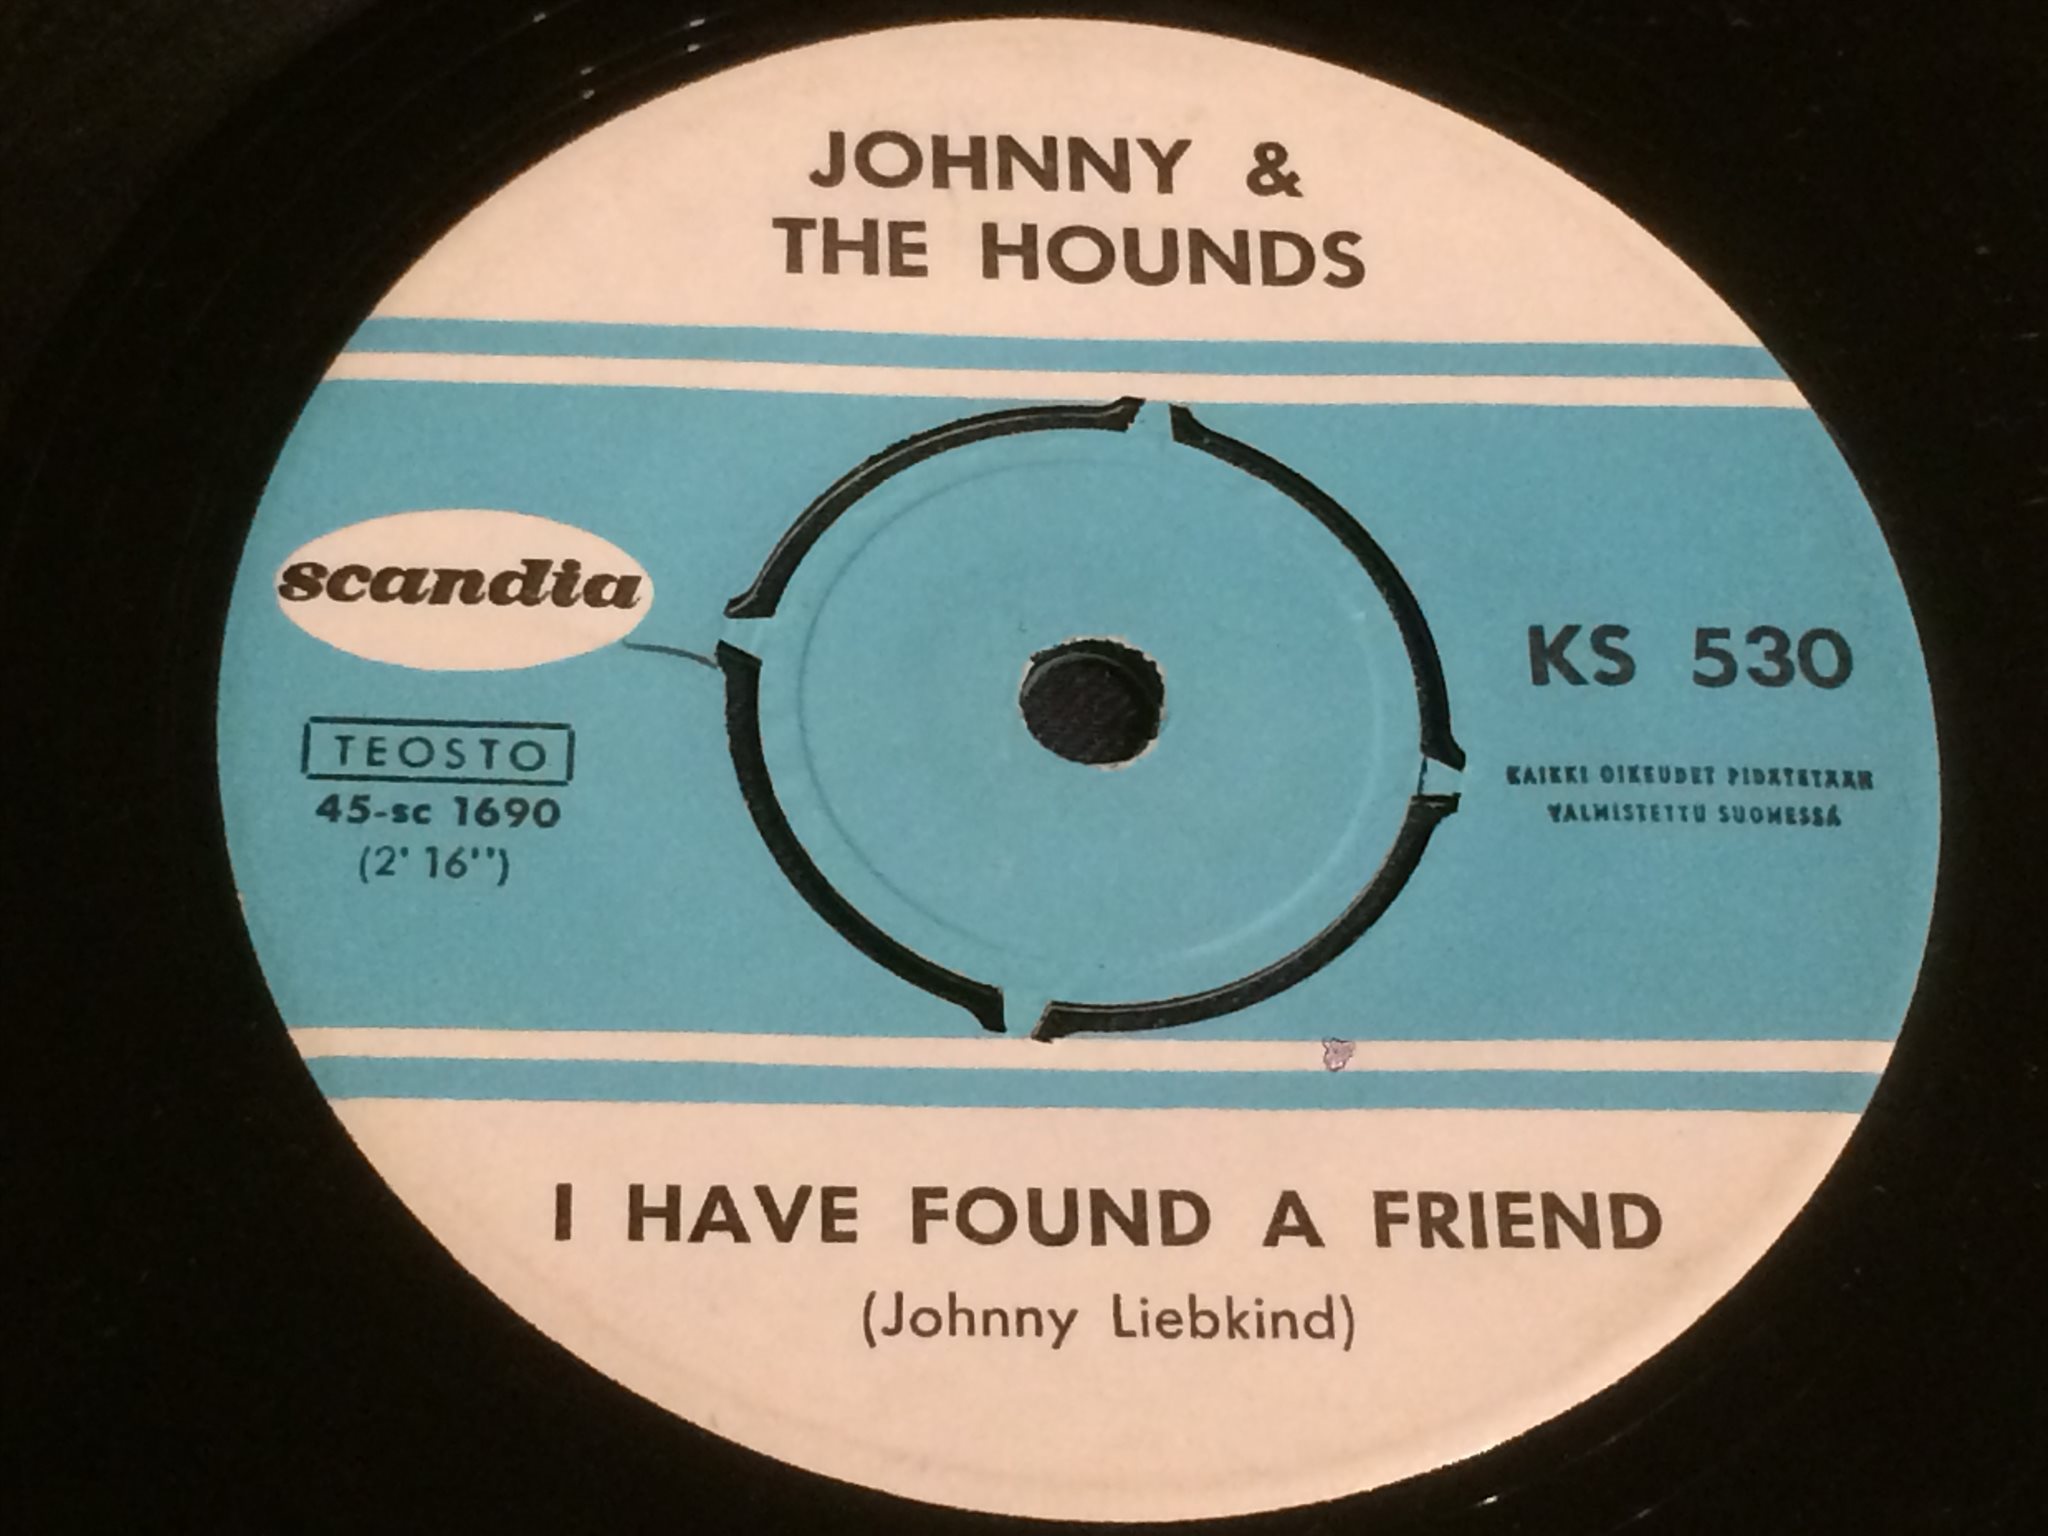 JOHNNY &
THE HOUNDS
scandia
TEOSTO
45-sc 1690
(2' 16'')
KS 530
KAIKKI OIKEUDET PIDÄTETÄÄN
VALMISTETTU SUOMESSA
I HAVE FOUND A FRIEND
(Johnny Liebkind)